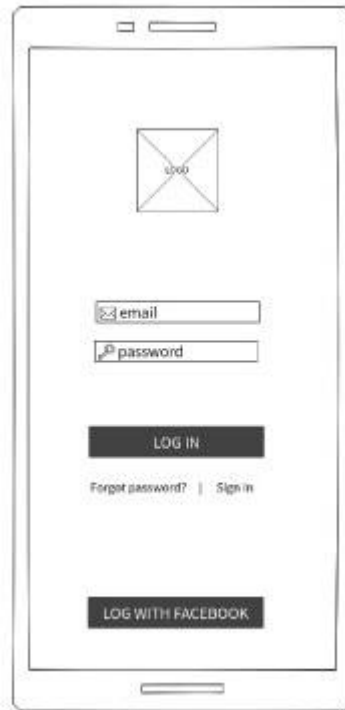 LOGO
email
password
LOG IN
Forgot password? | Sign in
LOG WITH FACEBOOK